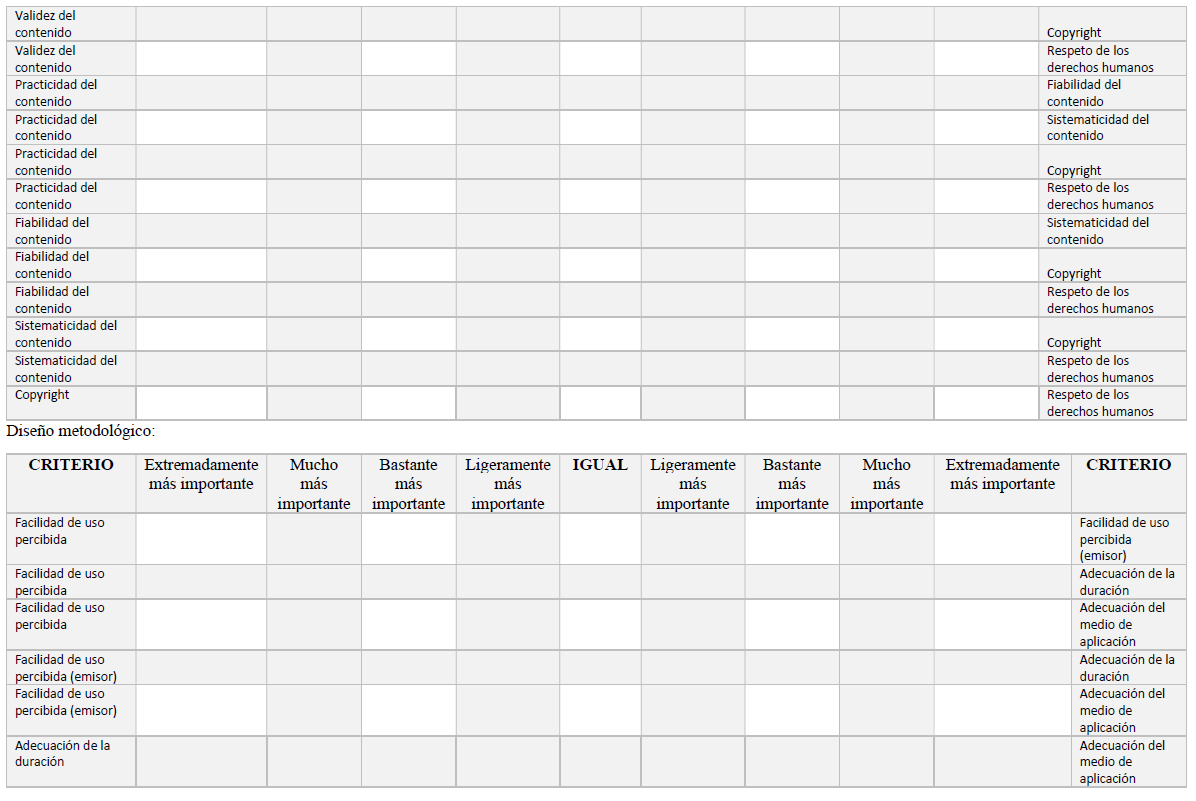 Validez del
contenido
Copyright
Validez del
contenido
Respeto de los
derechos humanos
Practicidad del
contenido
Fiabilidad del
contenido
Practicidad del
contenido
Sistematicidad del
contenido
Practicidad del
contenido
Copyright
Practicidad del
contenido
Respeto de los
derechos humanos
Fiabilidad del
contenido
Sistematicidad del
contenido
Fiabilidad del
contenido
Copyright
Fiabilidad del
contenido
Respeto de los
derechos humanos
Sistematicidad del
contenido
Copyright
Sistematicidad del
contenido
Respeto de los
derechos humanos
Copyright
Respeto de los
derechos humanos
Diseño metodológico:
CRITERIO
Extremadamente
más importante
Mucho
más
importante
Bastante
más
importante
Ligeramente
más
importante
IGUAL
Ligeramente
más
importante
Bastante
más
importante
Mucho
más
importante
Extremadamente
más importante
CRITERIO
Facilidad de uso
percibida
Facilidad de uso
percibida
(emisor)
Facilidad de uso
percibida
Adecuación de la
duración
Facilidad de uso
percibida
Adecuación del
medio de
aplicación
Facilidad de uso
percibida (emisor)
Adecuación de la
duración
Facilidad de uso
percibida (emisor)
Adecuación del
medio de
aplicación
Adecuación de la
duración
Adecuación del
medio de
aplicación